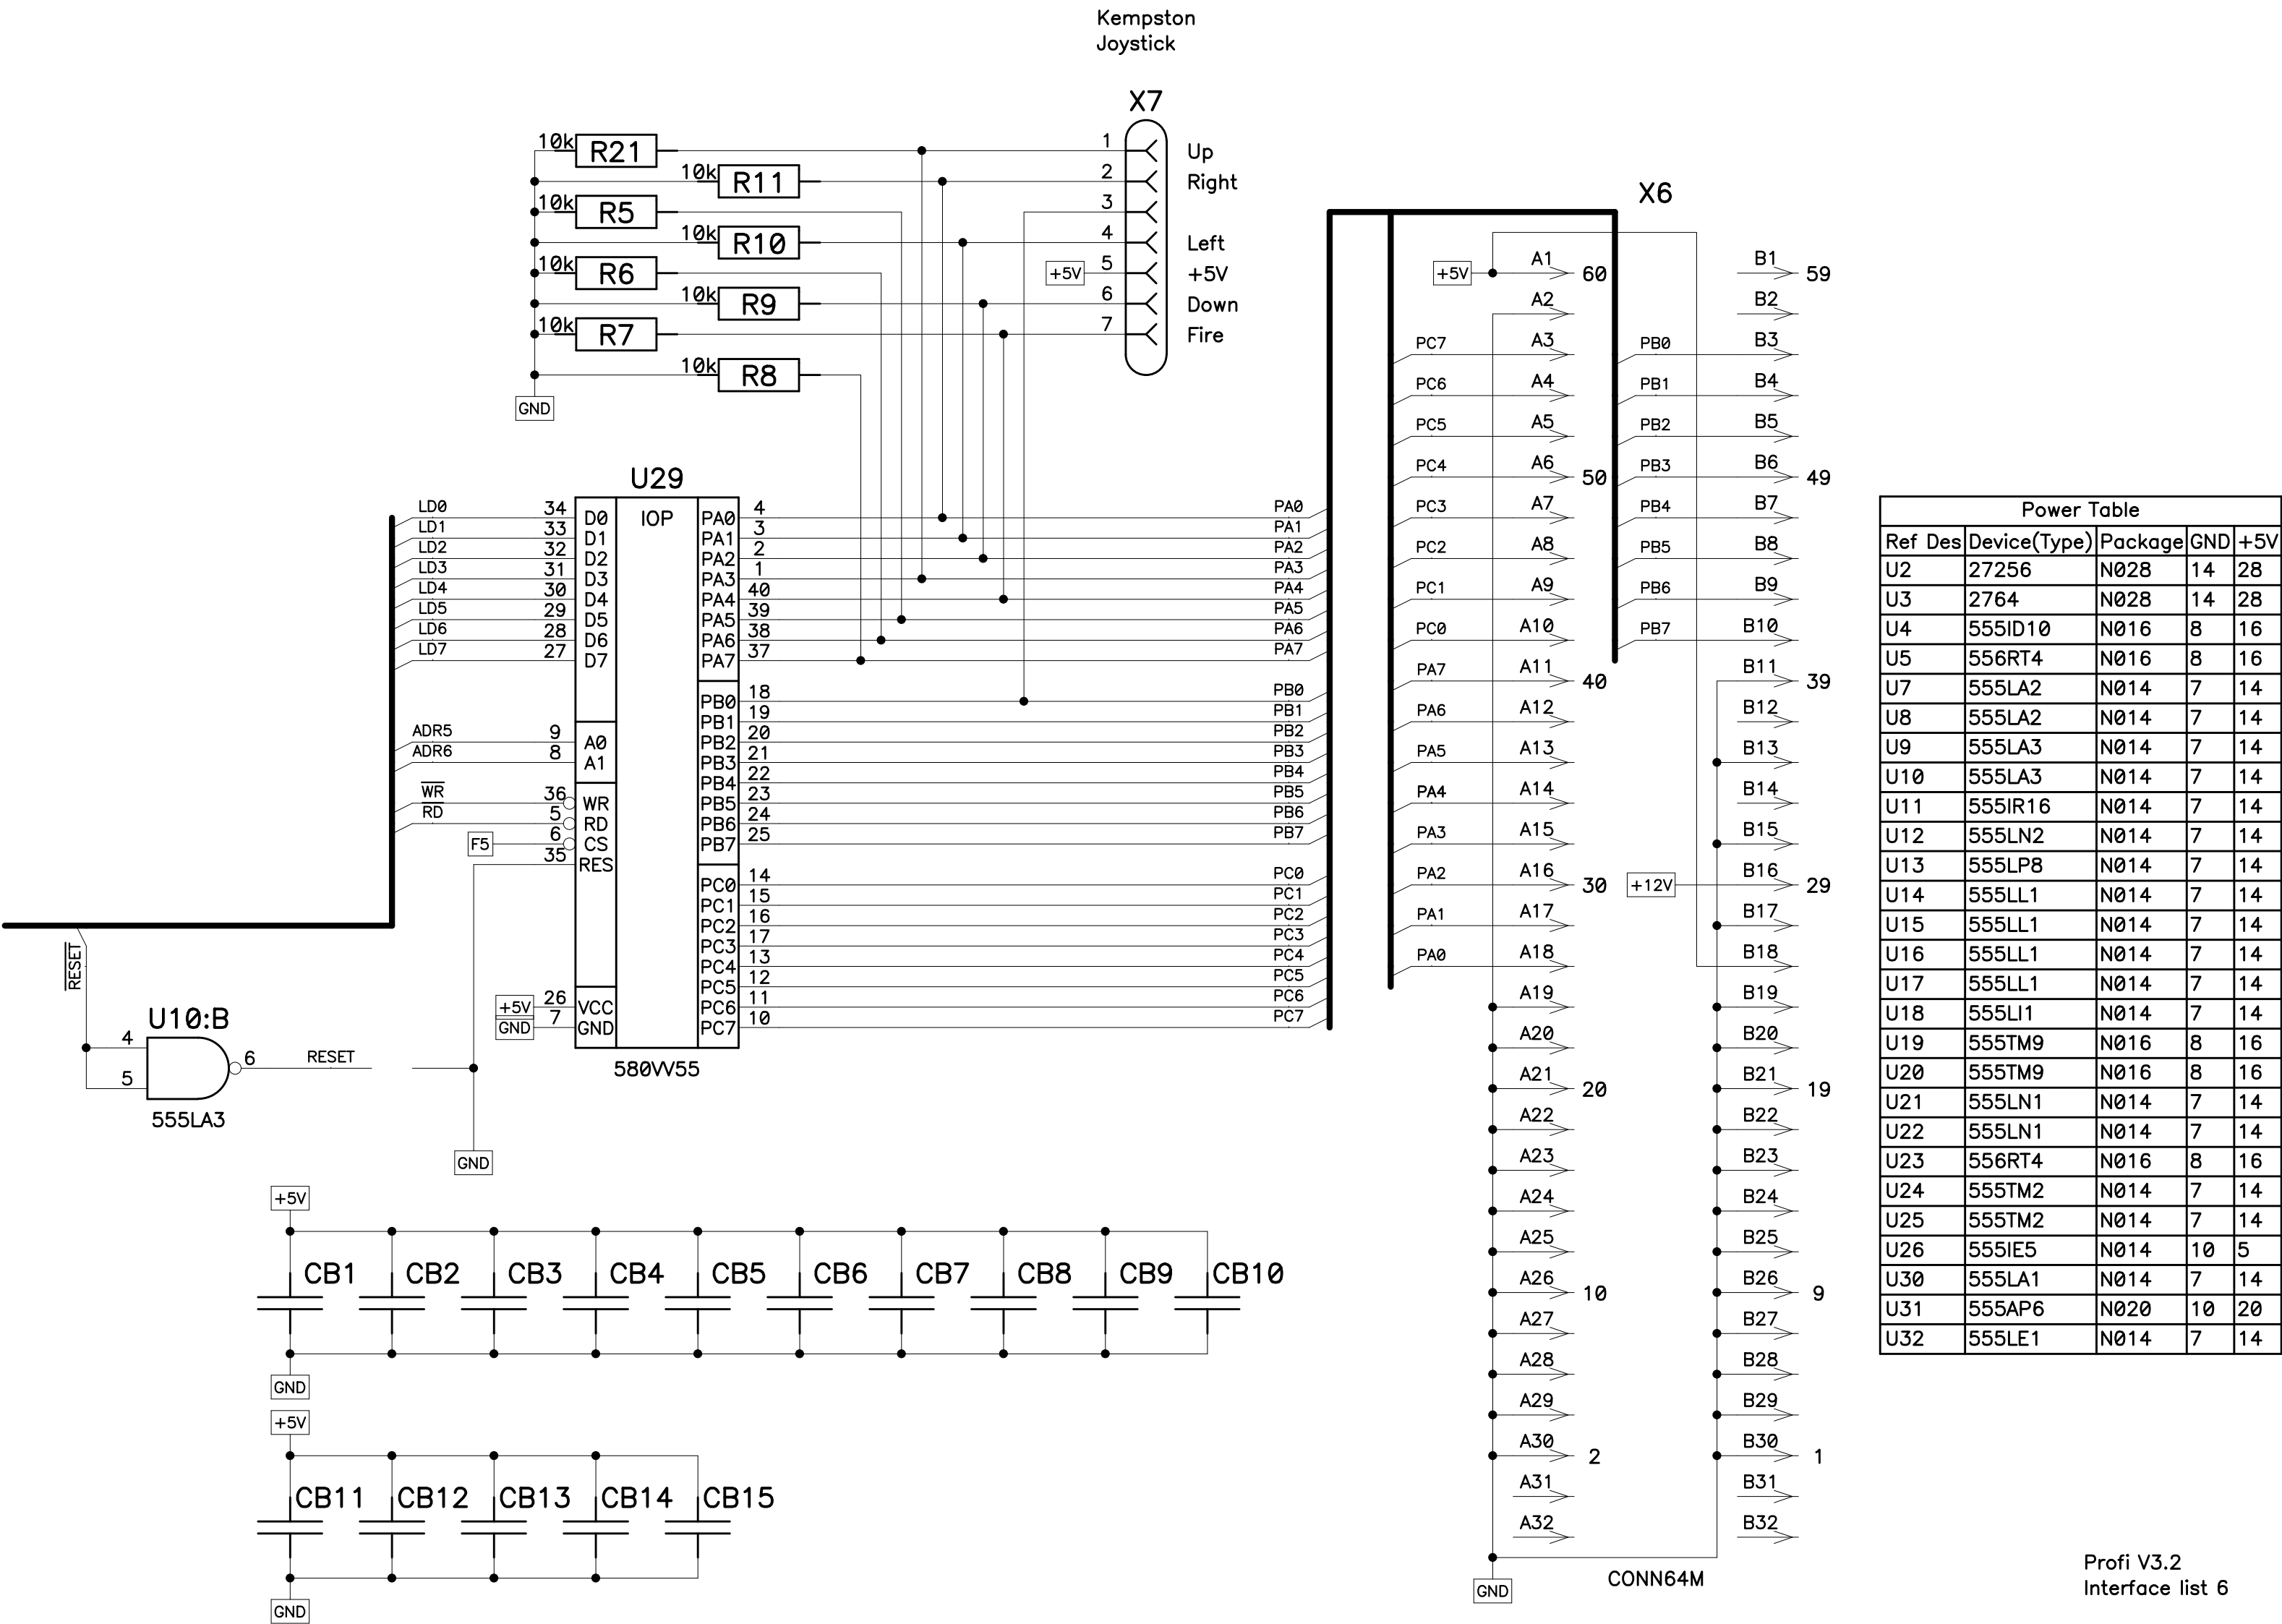 Kempston
Joystick
X7
10k R21 1 Up
10k R11 2 Right
10k R5 3
10k R10 4 Left
10k R6 +5V 5 +5V
10k R9 6 Down
10k R7 7 Fire
10k R8
GND
U29
IOP
LD0 34 D0 PA0 4 PA0
LD1 33 D1 PA1 3 PA1
LD2 32 D2 PA2 2 PA2
LD3 31 D3 PA3 1 PA3
LD4 30 D4 PA4 40 PA4
LD5 29 D5 PA5 39 PA5
LD6 28 D6 PA6 38 PA6
LD7 27 D7 PA7 37 PA7
PB0 18 PB0
PB1 19 PB1
ADR5 9 A0 PB2 20 PB2
ADR6 8 A1 PB3 21 PB3
PB4 22 PB4
WR 36 WR PB5 23 PB5
RD 5 RD PB6 24 PB6
F5 6 CS PB7 25 PB7
35 RES
PC0 14 PC0
PC1 15 PC1
PC2 16 PC2
PC3 17 PC3
PC4 13 PC4
PC5 12 PC5
+5V 26 VCC PC6 11 PC6
GND 7 GND PC7 10 PC7
580VV55
RESET
U10:B
4
5
6 RESET
555LA3
GND
+5V
CB1 CB2 CB3 CB4 CB5 CB6 CB7 CB8 CB9 CB10
GND
+5V
CB11 CB12 CB13 CB14 CB15
GND
X6
+5V A1 60 B1 59
A2 B2
PC7 A3 PB0 B3
PC6 A4 PB1 B4
PC5 A5 PB2 B5
PC4 A6 50 PB3 B6 49
PC3 A7 PB4 B7
PC2 A8 PB5 B8
PC1 A9 PB6 B9
PC0 A10 PB7 B10
PA7 A11 40 B11 39
PA6 A12 B12
PA5 A13 B13
PA4 A14 B14
PA3 A15 B15
PA2 A16 30 +12V B16 29
PA1 A17 B17
PA0 A18 B18
A19 B19
A20 B20
A21 20 B21 19
A22 B22
A23 B23
A24 B24
A25 B25
A26 10 B26 9
A27 B27
A28 B28
A29 B29
A30 2 B30 1
A31 B31
A32 B32
GND
CONN64M
Power Table
Ref Des Device(Type) Package GND +5V
U2 27256 N028 14 28
U3 2764 N028 14 28
U4 555ID10 N016 8 16
U5 556RT4 N016 8 16
U7 555LA2 N014 7 14
U8 555LA2 N014 7 14
U9 555LA3 N014 7 14
U10 555LA3 N014 7 14
U11 555IR16 N014 7 14
U12 555LN2 N014 7 14
U13 555LP8 N014 7 14
U14 555LL1 N014 7 14
U15 555LL1 N014 7 14
U16 555LL1 N014 7 14
U17 555LL1 N014 7 14
U18 555LI1 N014 7 14
U19 555TM9 N016 8 16
U20 555TM9 N016 8 16
U21 555LN1 N014 7 14
U22 555LN1 N014 7 14
U23 556RT4 N016 8 16
U24 555TM2 N014 7 14
U25 555TM2 N014 7 14
U26 555IE5 N014 10 5
U30 555LA1 N014 7 14
U31 555AP6 N020 10 20
U32 555LE1 N014 7 14
Profi V3.2
Interface list 6